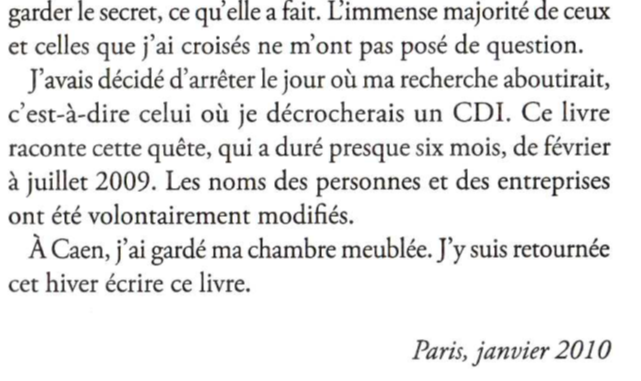 garder le secret, ce qu'elle a fait. L'immense majorité de ceux
et celles que j'ai croisés ne m'ont pas posé de question.
J'avais décidé d'arrêter le jour où ma recherche aboutirait,
c'est-à-dire celui où je décrocherais un CDI. Ce livre
raconte cette quête, qui a duré presque six mois, de février
à juillet 2009. Les noms des personnes et des entreprises
ont été volontairement modifiés.
À Caen, j'ai gardé ma chambre meublée. J'y suis retournée
cet hiver écrire ce livre.
Paris, janvier 2010